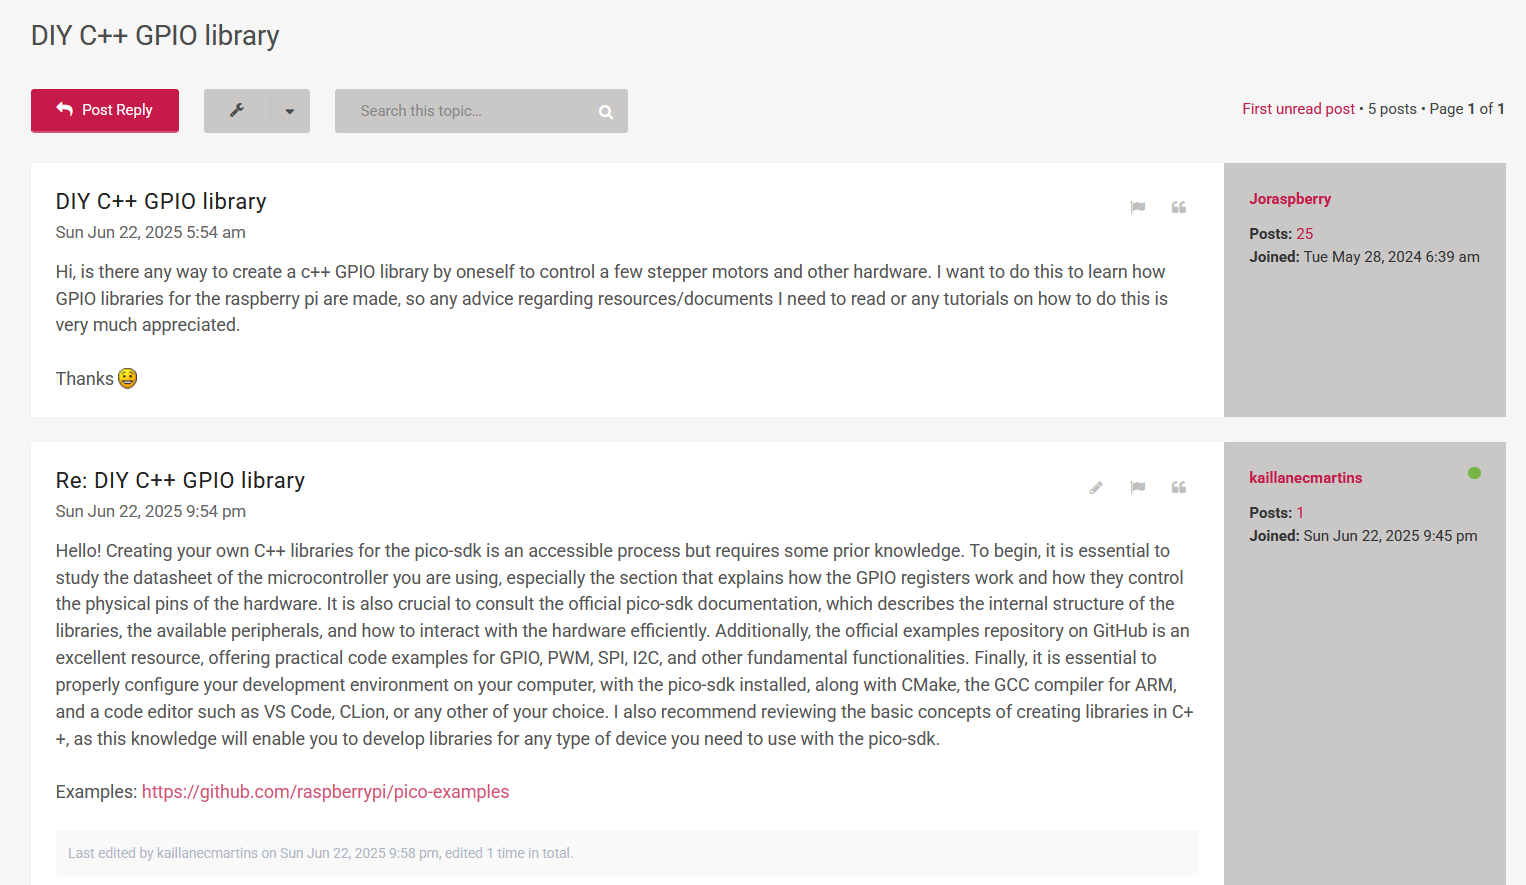 DIY C++ GPIO library
Post Reply
Search this topic...
First unread post • 5 posts • Page 1 of 1
DIY C++ GPIO library
Sun Jun 22, 2025 5:54 am
Hi, is there any way to create a c++ GPIO library by oneself to control a few stepper motors and other hardware. I want to do this to learn how
GPIO libraries for the raspberry pi are made, so any advice regarding resources/documents I need to read or any tutorials on how to do this is
very much appreciated.
Thanks
Joraspberry
Posts: 25
Joined: Tue May 28, 2024 6:39 am
Re: DIY C++ GPIO library
Sun Jun 22, 2025 9:54 pm
Hello! Creating your own C++ libraries for the pico-sdk is an accessible process but requires some prior knowledge. To begin, it is essential to
study the datasheet of the microcontroller you are using, especially the section that explains how the GPIO registers work and how they control
the physical pins of the hardware. It is also crucial to consult the official pico-sdk documentation, which describes the internal structure of the
libraries, the available peripherals, and how to interact with the hardware efficiently. Additionally, the official examples repository on GitHub is an
excellent resource, offering practical code examples for GPIO, PWM, SPI, I2C, and other fundamental functionalities. Finally, it is essential to
properly configure your development environment on your computer, with the pico-sdk installed, along with CMake, the GCC compiler for ARM,
and a code editor such as VS Code, CLion, or any other of your choice. I also recommend reviewing the basic concepts of creating libraries in C+
+, as this knowledge will enable you to develop libraries for any type of device you need to use with the pico-sdk.
Examples: https://github.com/raspberrypi/pico-examples
Last edited by kaillanecmartins on Sun Jun 22, 2025 9:58 pm, edited 1 time in total.
kaillanecmartins
Posts: 1
Joined: Sun Jun 22, 2025 9:45 pm